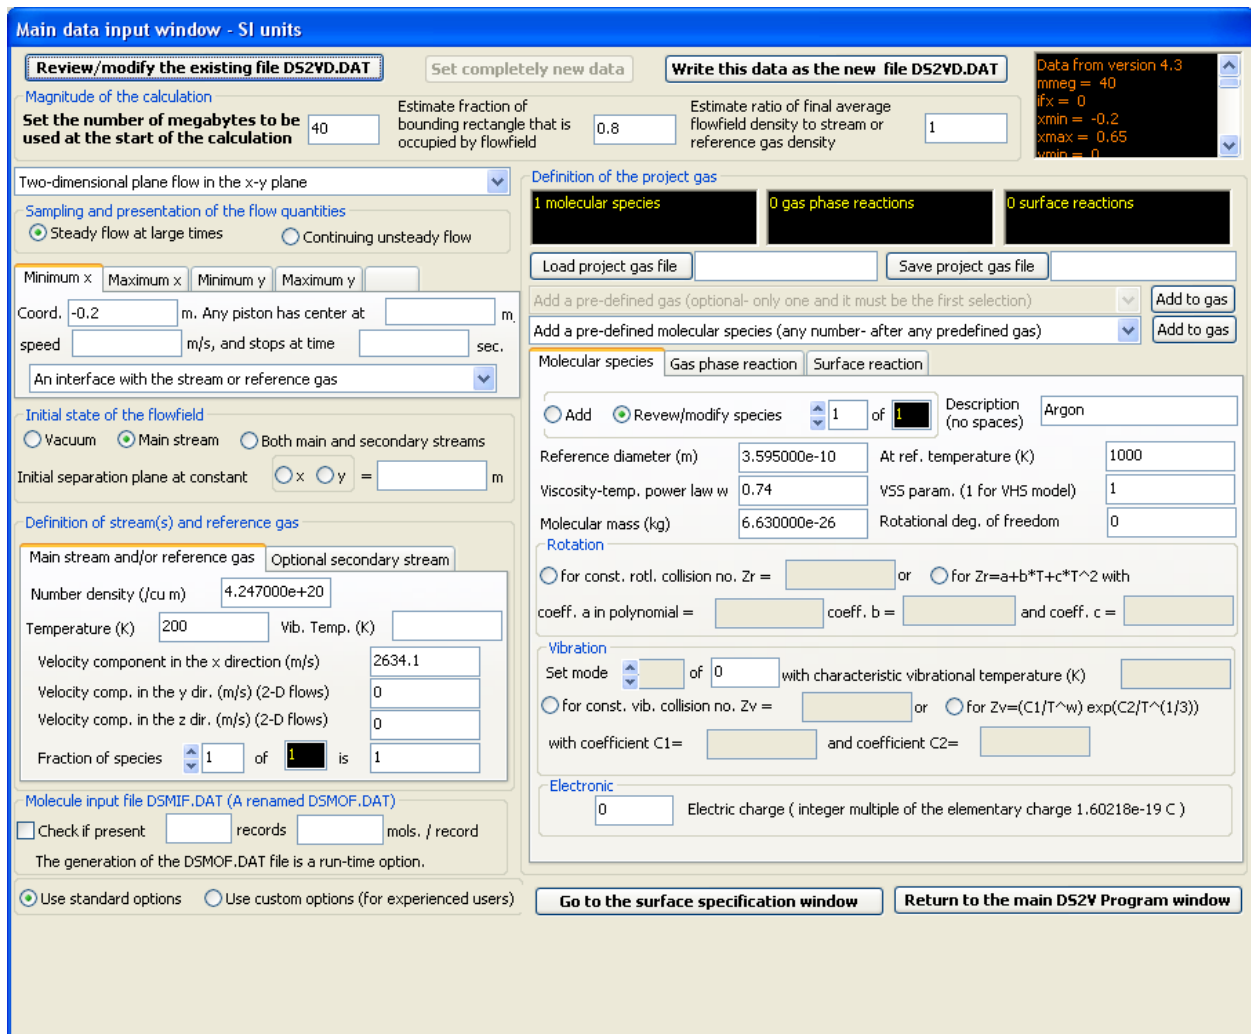 Main data input window - SI units
Review/modify the existing file DS2VD.DAT
Set completely new data
Write this data as the new file DS2VD.DAT
Data from version 4.3
mmeg = 40
ifx = 0
xmin = -0.2
xmax = 0.65
ymin = 0
Magnitude of the calculation
Set the number of megabytes to be
used at the start of the calculation
40
Estimate fraction of
bounding rectangle that is
occupied by flowfield
0.8
Estimate ratio of final average
flowfield density to stream or
reference gas density
1
Two-dimensional plane flow in the x-y plane
Sampling and presentation of the flow quantities
Steady flow at large times
Continuing unsteady flow
Minimum x
Maximum x
Minimum y
Maximum y
Coord. -0.2 m. Any piston has center at m.
speed m/s, and stops at time sec.
An interface with the stream or reference gas
Initial state of the flowfield
Vacuum
Main stream
Both main and secondary streams
Initial separation plane at constant x y = m
Definition of stream(s) and reference gas
Main stream and/or reference gas
Optional secondary stream
Number density (/cu m) 4.247000e+20
Temperature (K) 200 Vib. Temp. (K)
Velocity component in the x direction (m/s) 2634.1
Velocity comp. in the y dir. (m/s) (2-D flows) 0
Velocity comp. in the z dir. (m/s) (2-D flows) 0
Fraction of species 1 of 1 is 1
Molecule input file DSMIF.DAT (A renamed DSMOF.DAT)
Check if present records mols. / record
The generation of the DSMOF.DAT file is a run-time option.
Use standard options
Use custom options (for experienced users)
Definition of the project gas
1 molecular species
0 gas phase reactions
0 surface reactions
Load project gas file
Save project gas file
Add a pre-defined gas (optional- only one and it must be the first selection)
Add to gas
Add a pre-defined molecular species (any number- after any predefined gas)
Add to gas
Molecular species
Gas phase reaction
Surface reaction
Add
Revew/modify species 1 of 1
Description
(no spaces)
Argon
Reference diameter (m) 3.595000e-10 At ref. temperature (K) 1000
Viscosity-temp. power law w 0.74 VSS param. (1 for VHS model) 1
Molecular mass (kg) 6.630000e-26 Rotational deg. of freedom 0
Rotation
for const. rotl. collision no. Zr = or for Zr=a+b*T+c*T^2 with
coeff. a in polynomial = coeff. b = and coeff. c =
Vibration
Set mode of 0 with characteristic vibrational temperature (K)
for const. vib. collision no. Zv = or for Zv=(C1/T^w) exp(C2/T^(1/3))
with coefficient C1= and coefficient C2=
Electronic
0 Electric charge ( integer multiple of the elementary charge 1.60218e-19 C )
Go to the surface specification window
Return to the main DS2V Program window